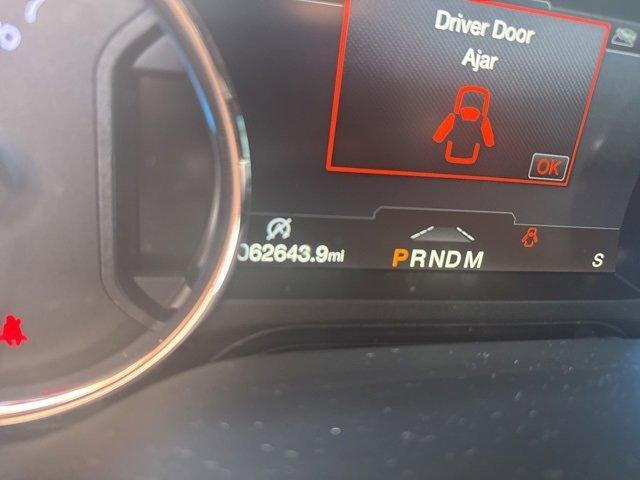 Driver Door
Ajar
OK
062643.9mi
PRNDM
S